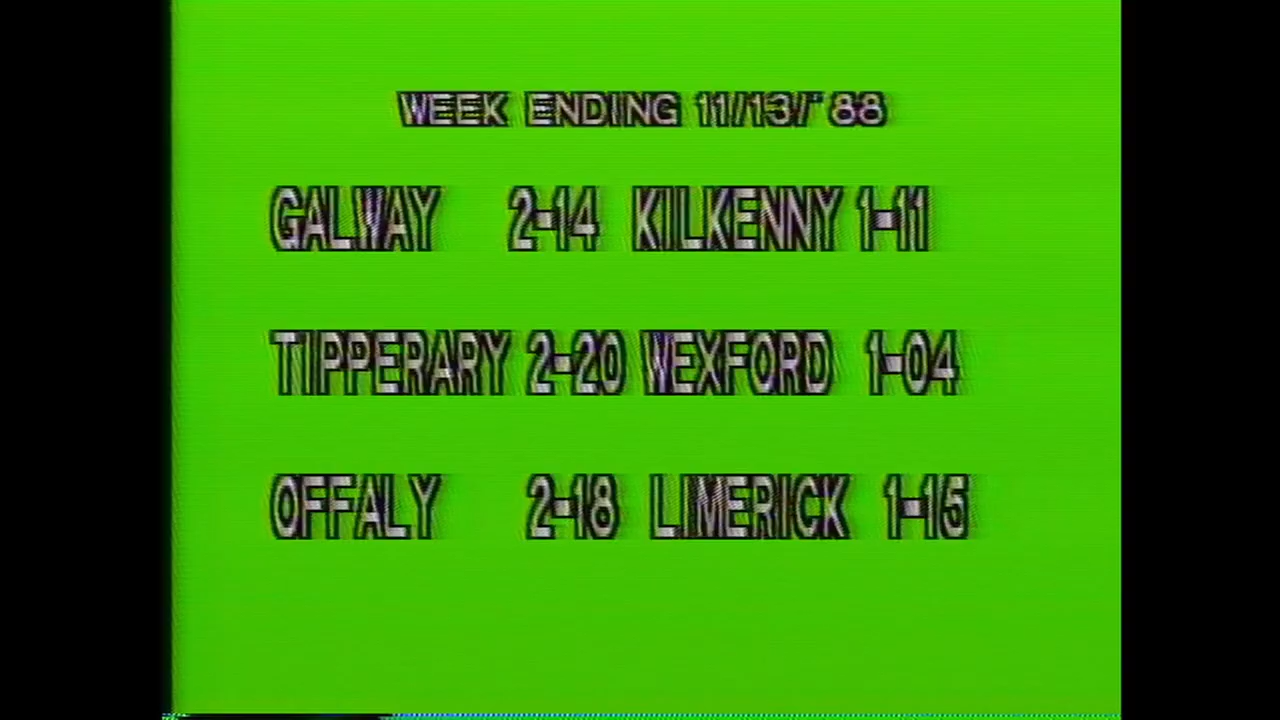 WEEK ENDING 11/13/'88
GALWAY 2-14 KILKENNY 1-11
TIPPERARY 2-20 WEXFORD 1-04
OFFALY 2-18 LIMERICK 1-15